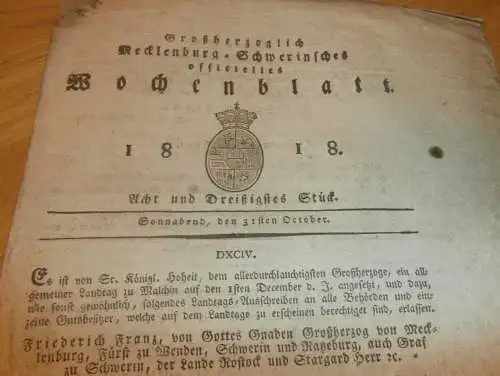 Großherzoglich
Mecklenburg-Schwerinsches
officielles
Wochenblatt.
1818.
Acht und Dreißigstes Stück.
Sonnabend, den 31sten October.
DXCIV.
Es ist von Sr. Königl. Hoheit, dem allerdurchlauchtigsten Großherzoge, ein all-
gemeiner Landtag zu Malchin auf den 1sten December d. J. angesetzt, und dazu,
wie sonst gewöhnlich, folgendes Landtags-Ausschreiben an alle Behörden und ein-
zelne Gutsbesitzer, welche auf dem Landtage zu erscheinen berechtiget sind, erlassen.
Friederich Franz, von Gottes Gnaden Großherzog von Meck-
lenburg, Fürst zu Wenden, Schwerin und Ratzeburg, auch Graf
zu Schwerin, der Lande Rostock und Stargard Herr ꝛc.